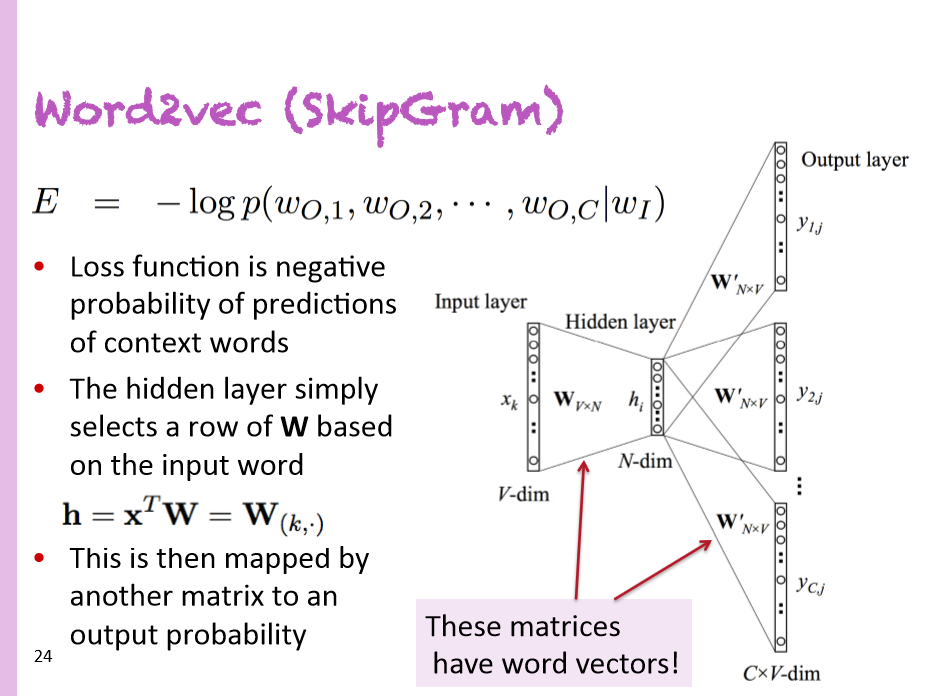 Word2vec (SkipGram)
E = − log p(w_{O,1}, w_{O,2}, ··· , w_{O,C}|w_I)
• Loss function is negative
probability of predictions
of context words
• The hidden layer simply
selects a row of W based
on the input word
h = x^T W = W_{(k,·)}
• This is then mapped by
another matrix to an
output probability
24
Input layer
Hidden layer
Output layer
x_k
W_{V×N}
h_i
N-dim
V-dim
W'_{N×V}
y_{1,j}
W'_{N×V}
y_{2,j}
W'_{N×V}
y_{C,j}
C×V-dim
These matrices
have word vectors!